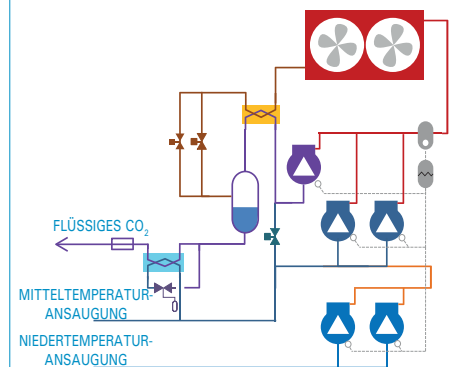 FLÜSSIGES CO2
MITTELTEMPERATUR-
ANSAUGUNG
NIEDERTEMPERATUR-
ANSAUGUNG